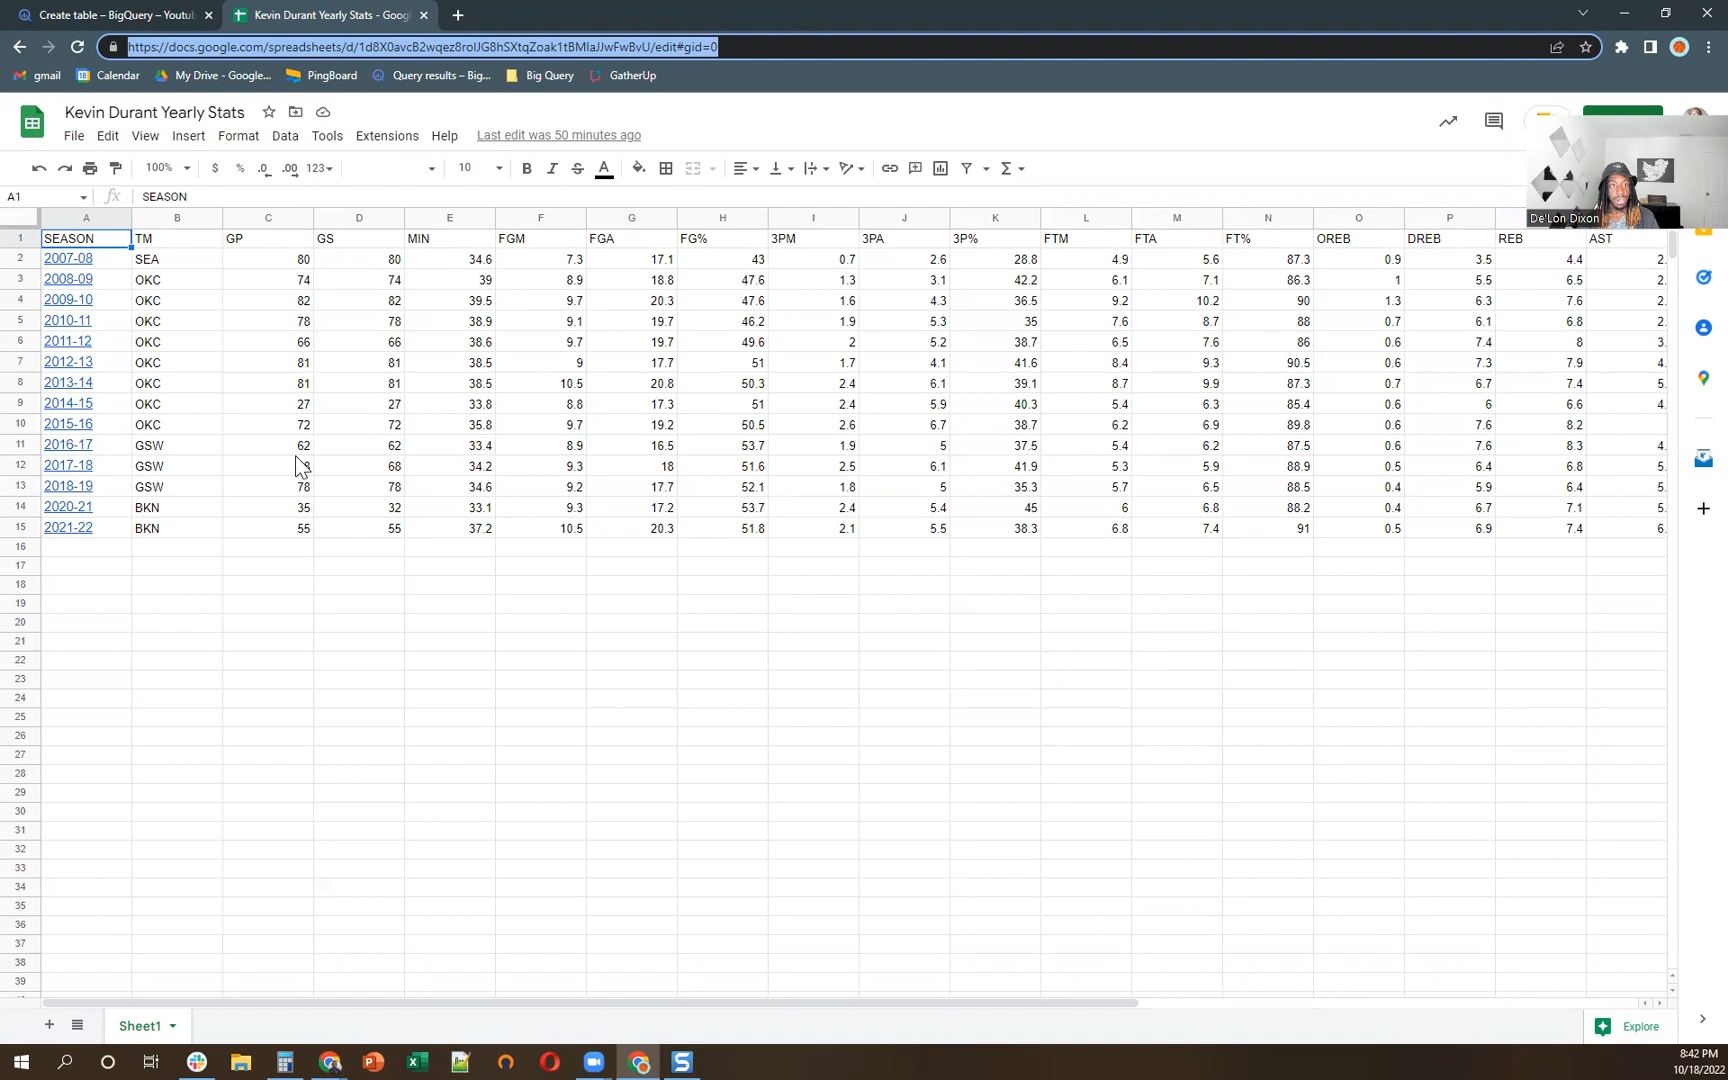 Create table – BigQuery – Youtub
Kevin Durant Yearly Stats - Goog
https://docs.google.com/spreadsheets/d/1d8X0avcB2wqez8rolJG8hSXtqZoak1tBMlaJJwFwBvU/edit#gid=0
gmail Calendar My Drive - Google... PingBoard Query results – Big... Big Query GatherUp
Kevin Durant Yearly Stats
File Edit View Insert Format Data Tools Extensions Help Last edit was 50 minutes ago
100% $ % .0 .00 123 10 B I S A
A1 fx SEASON
De'Lon Dixon
A B C D E F G H I J K L M N O P
1 SEASON TM GP GS MIN FGM FGA FG% 3PM 3PA 3P% FTM FTA FT% OREB DREB REB AST
2 2007-08 SEA 80 80 34.6 7.3 17.1 43 0.7 2.6 28.8 4.9 5.6 87.3 0.9 3.5 4.4 2.
3 2008-09 OKC 74 74 39 8.9 18.8 47.6 1.3 3.1 42.2 6.1 7.1 86.3 1 5.5 6.5 2.
4 2009-10 OKC 82 82 39.5 9.7 20.3 47.6 1.6 4.3 36.5 9.2 10.2 90 1.3 6.3 7.6 2.
5 2010-11 OKC 78 78 38.9 9.1 19.7 46.2 1.9 5.3 35 7.6 8.7 88 0.7 6.1 6.8 2.
6 2011-12 OKC 66 66 38.6 9.7 19.7 49.6 2 5.2 38.7 6.5 7.6 86 0.6 7.4 8 3.
7 2012-13 OKC 81 81 38.5 9 17.7 51 1.7 4.1 41.6 8.4 9.3 90.5 0.6 7.3 7.9 4.
8 2013-14 OKC 81 81 38.5 10.5 20.8 50.3 2.4 6.1 39.1 8.7 9.9 87.3 0.7 6.7 7.4 5.
9 2014-15 OKC 27 27 33.8 8.8 17.3 51 2.4 5.9 40.3 5.4 6.3 85.4 0.6 6 6.6 4.
10 2015-16 OKC 72 72 35.8 9.7 19.2 50.5 2.6 6.7 38.7 6.2 6.9 89.8 0.6 7.6 8.2
11 2016-17 GSW 62 62 33.4 8.9 16.5 53.7 1.9 5 37.5 5.4 6.2 87.5 0.6 7.6 8.3 4.
12 2017-18 GSW 68 34.2 9.3 18 51.6 2.5 6.1 41.9 5.3 5.9 88.9 0.5 6.4 6.8 5.
13 2018-19 GSW 78 78 34.6 9.2 17.7 52.1 1.8 5 35.3 5.7 6.5 88.5 0.4 5.9 6.4 5.
14 2020-21 BKN 35 32 33.1 9.3 17.2 53.7 2.4 5.4 45 6 6.8 88.2 0.4 6.7 7.1 5.
15 2021-22 BKN 55 55 37.2 10.5 20.3 51.8 2.1 5.5 38.3 6.8 7.4 91 0.5 6.9 7.4 6.
16
17
18
19
20
21
22
23
24
25
26
27
28
29
30
31
32
33
34
35
36
37
38
39
Sheet1 Explore
8:42 PM
10/18/2022